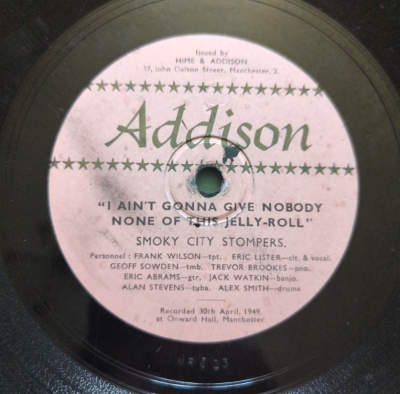 Issued by
HIME & ADDISON
17, John Dalton Street, Manchester, 2.
Addison
"I AIN'T GONNA GIVE NOBODY
NONE OF THIS JELLY-ROLL"
SMOKY CITY STOMPERS.
Personnel : FRANK WILSON—tpt. ERIC LISTER—clt. & vocal.
GEOFF SOWDEN—tmb. TREVOR BROOKES—pno.
ERIC ABRAMS—gtr. JACK WATKIN—banjo.
ALAN STEVENS—tuba. ALEX SMITH—drums
Recorded 30th April, 1949,
at Onward Hall, Manchester.